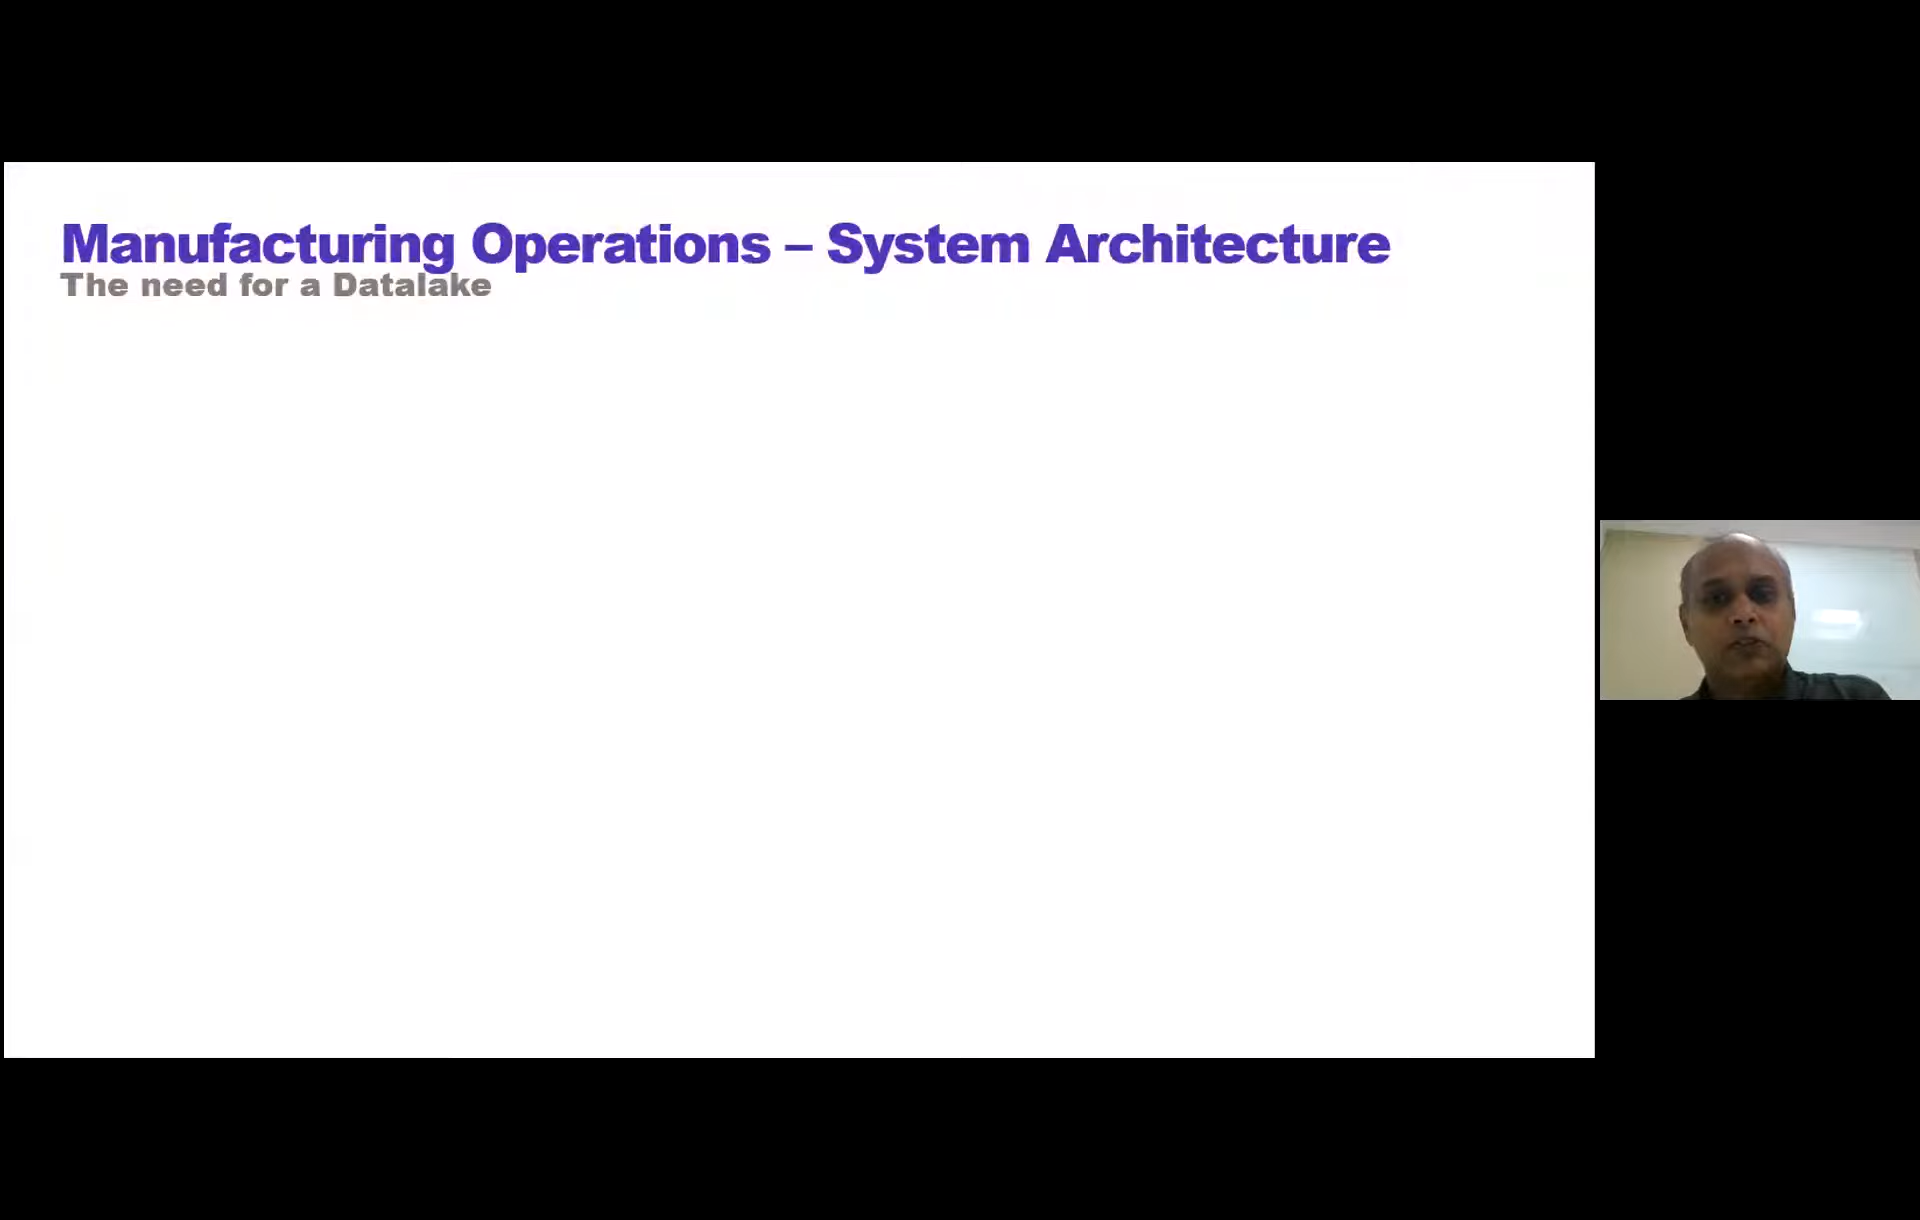 Manufacturing Operations – System Architecture
The need for a Datalake